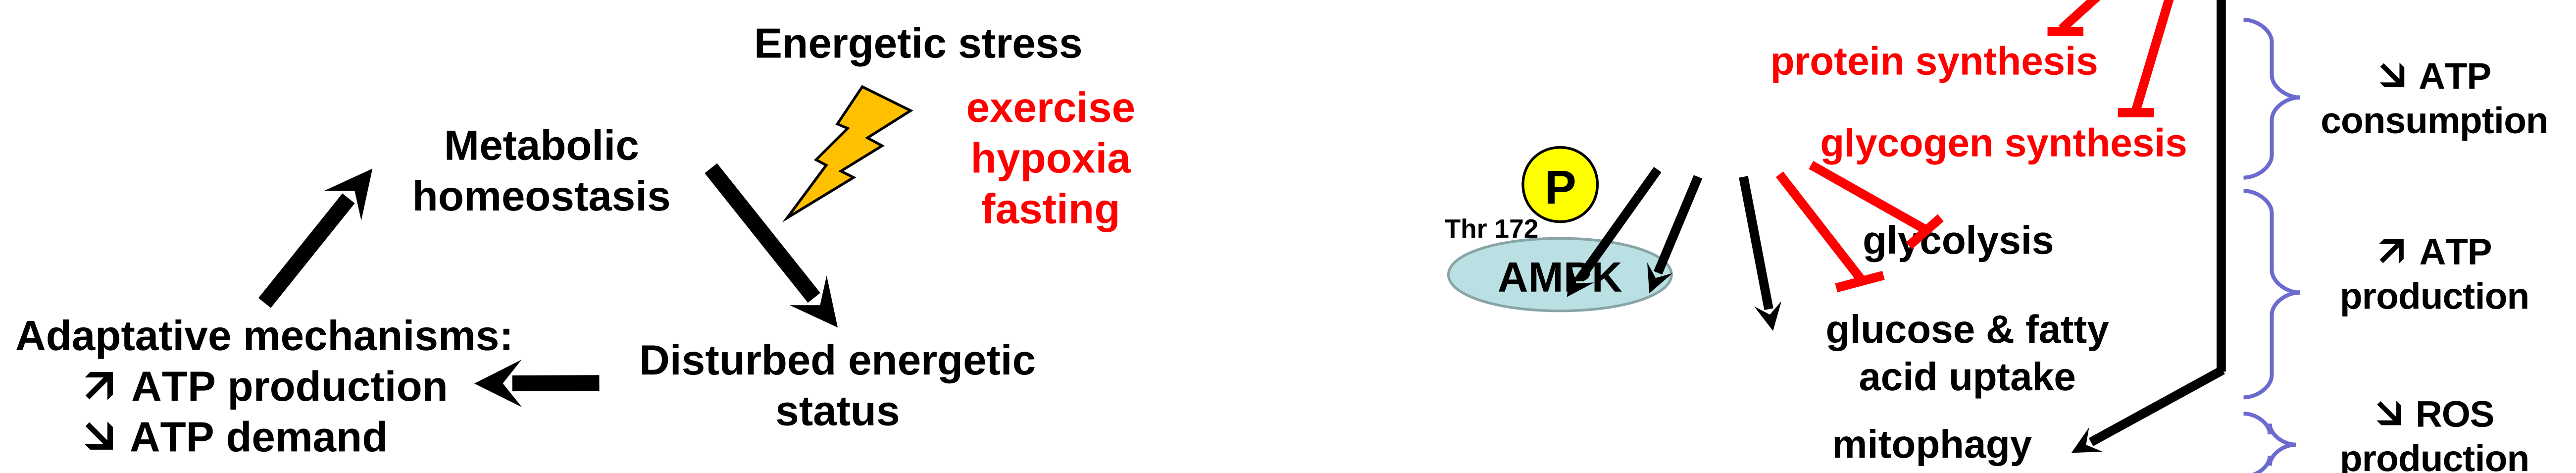 Energetic stress
exercise
hypoxia
fasting
Metabolic
homeostasis
Adaptative mechanisms:
↗ ATP production
↘ ATP demand
Disturbed energetic
status
protein synthesis
glycogen synthesis
P
Thr 172
AMPK
glycolysis
glucose & fatty
acid uptake
mitophagy
↘ ATP
consumption
↗ ATP
production
↘ ROS
production